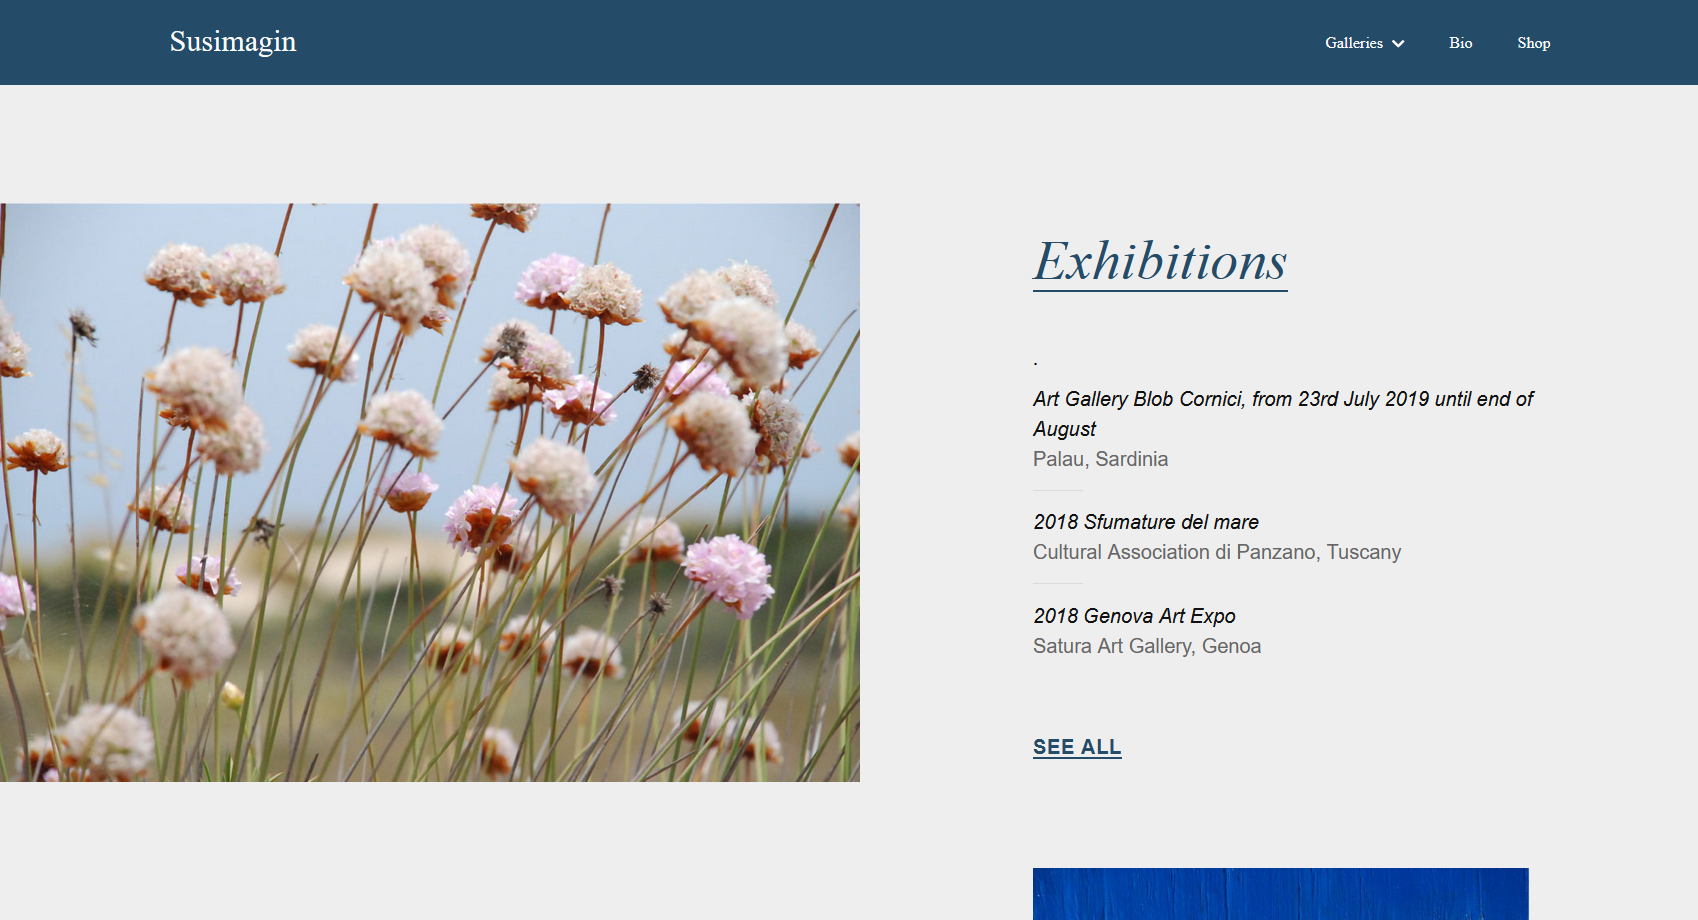 Susimagin
Galleries
Bio
Shop
Exhibitions
.
Art Gallery Blob Cornici, from 23rd July 2019 until end of
August
Palau, Sardinia
2018 Sfumature del mare
Cultural Association di Panzano, Tuscany
2018 Genova Art Expo
Satura Art Gallery, Genoa
SEE ALL